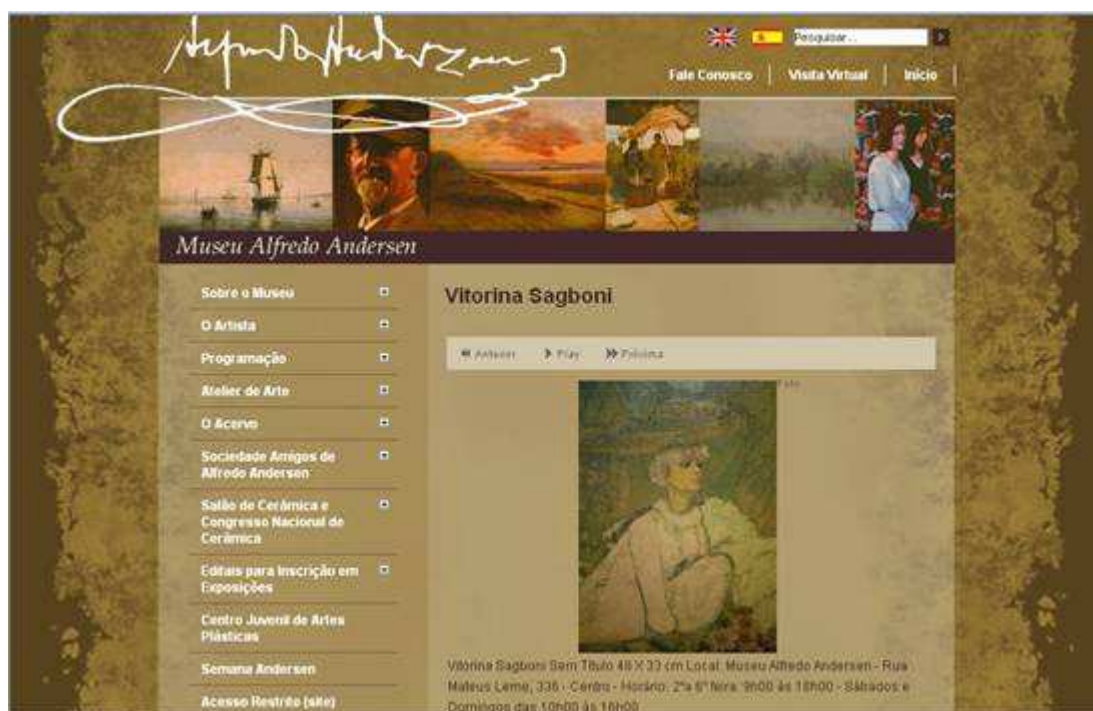 Pesquisar...
Fale Conosco | Visita Virtual | Início
Museu Alfredo Andersen
Sobre o Museu
O Artista
Programação
Atelier de Arte
O Acervo
Sociedade Amigos de
Alfredo Andersen
Salão de Cerâmica e
Congresso Nacional de
Cerâmica
Editais para Inscrição em
Exposições
Centro Juvenil de Artes
Plásticas
Semana Andersen
Acesso Restrito (site)
Vitorina Sagboni
Anterior Play Próxima
Vitorina Sagboni Sem Título 46 X 33 cm Local: Museu Alfredo Andersen - Rua
Mateus Leme, 336 - Centro - Horário: 2ªa 6ª feira: 9h00 às 18h00 - Sábados e
Domingos das 10h00 às 16h00